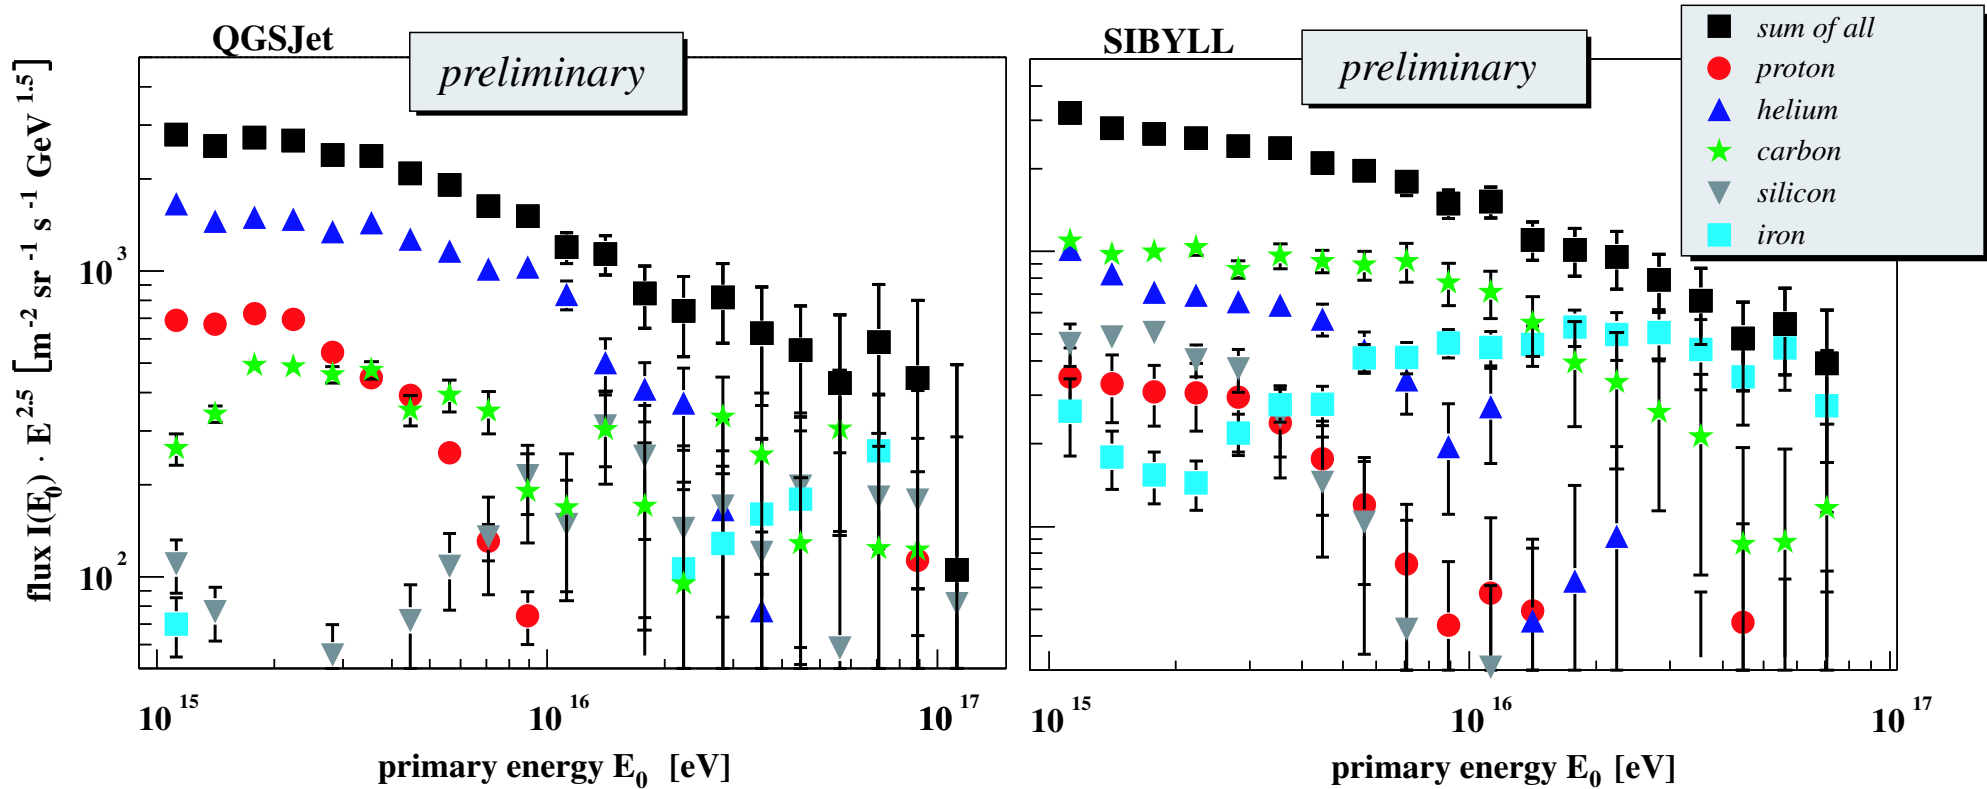 QGSJet
preliminary
SIBYLL
preliminary
sum of all
proton
helium
carbon
silicon
iron
flux I(E₀) · E^2.5 [m^-2 sr^-1 s^-1 GeV^1.5]
10^3
10^2
10^15
10^16
10^17
10^15
10^16
10^17
primary energy E₀ [eV]
primary energy E₀ [eV]